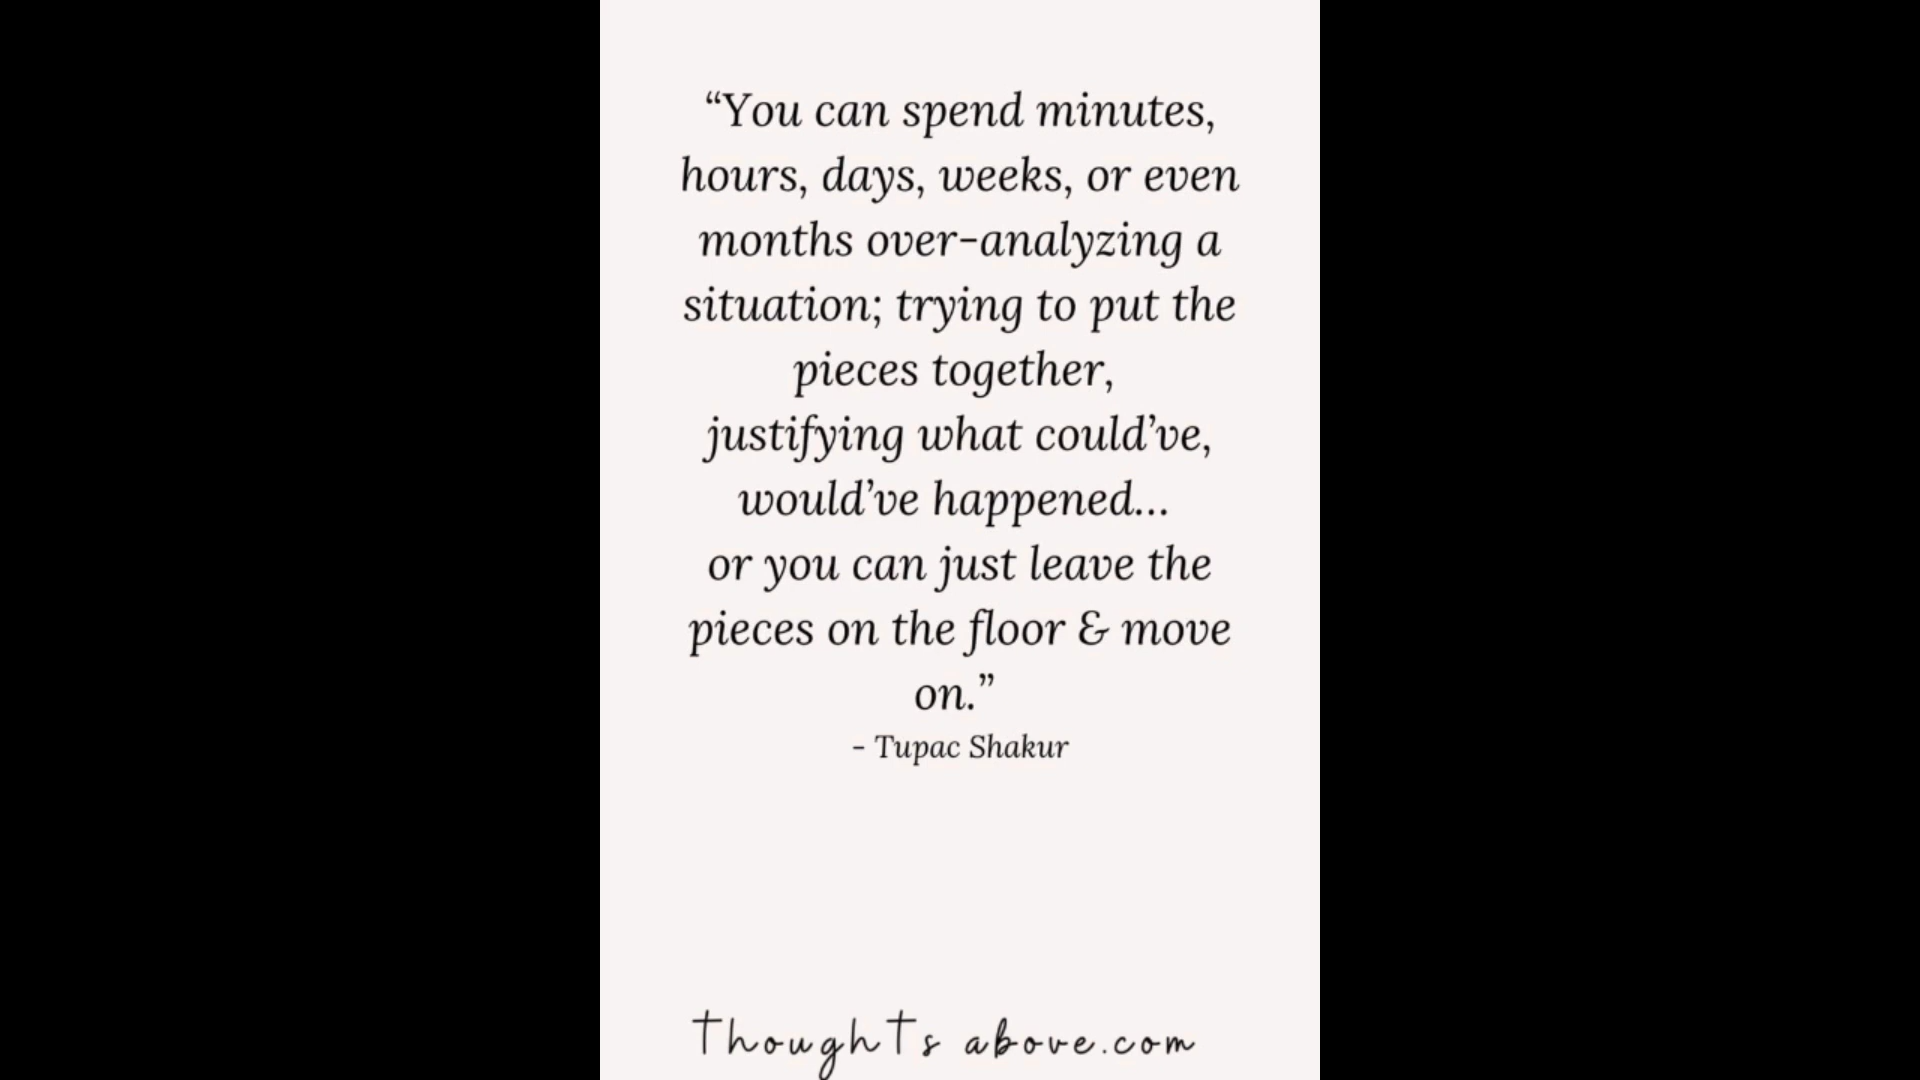 “You can spend minutes,
hours, days, weeks, or even
months over-analyzing a
situation; trying to put the
pieces together,
justifying what could’ve,
would’ve happened...
or you can just leave the
pieces on the floor & move
on.”
- Tupac Shakur
Thoughts above.com